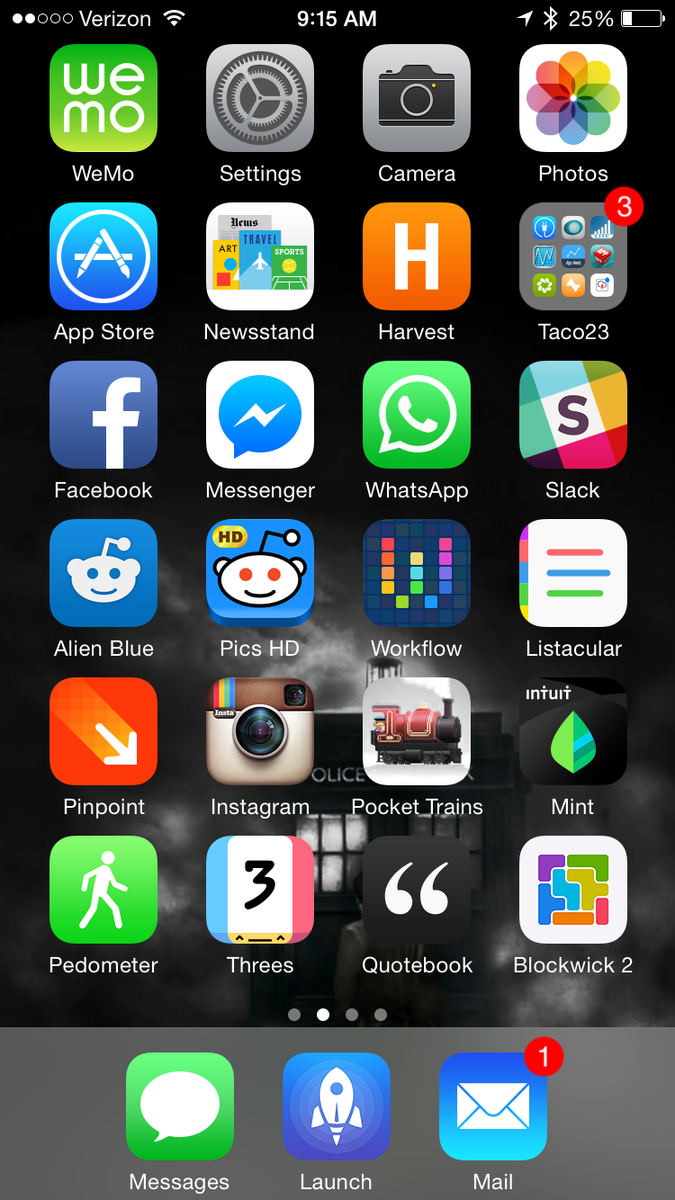 Verizon 9:15 AM 25%
we
mo
WeMo Settings Camera Photos
3
News
ART TRAVEL SPORTS
H
App Store Newsstand Harvest Taco23
f S
Facebook Messenger WhatsApp Slack
HD
Alien Blue Pics HD Workflow Listacular
Insta
intuit
OLICE
Pinpoint Instagram Pocket Trains Mint
3 “
Pedometer Threes Quotebook Blockwick 2
1
Messages Launch Mail